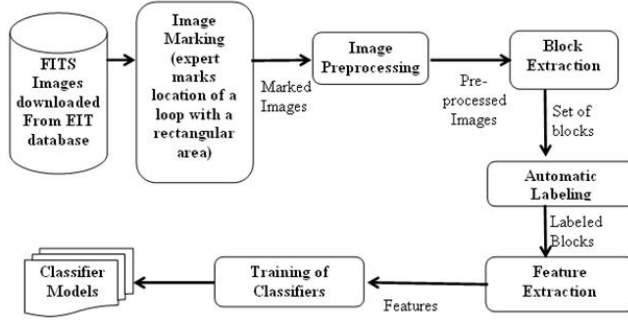 FITS
Images
downloaded
From EIT
database
Image
Marking
(expert
marks
location of a
loop with a
rectangular
area)
Marked
Images
Image
Preprocessing
Pre-
processed
Images
Block
Extraction
Set of
blocks
Automatic
Labeling
Labeled
Blocks
Feature
Extraction
Features
Training of
Classifiers
Classifier
Models